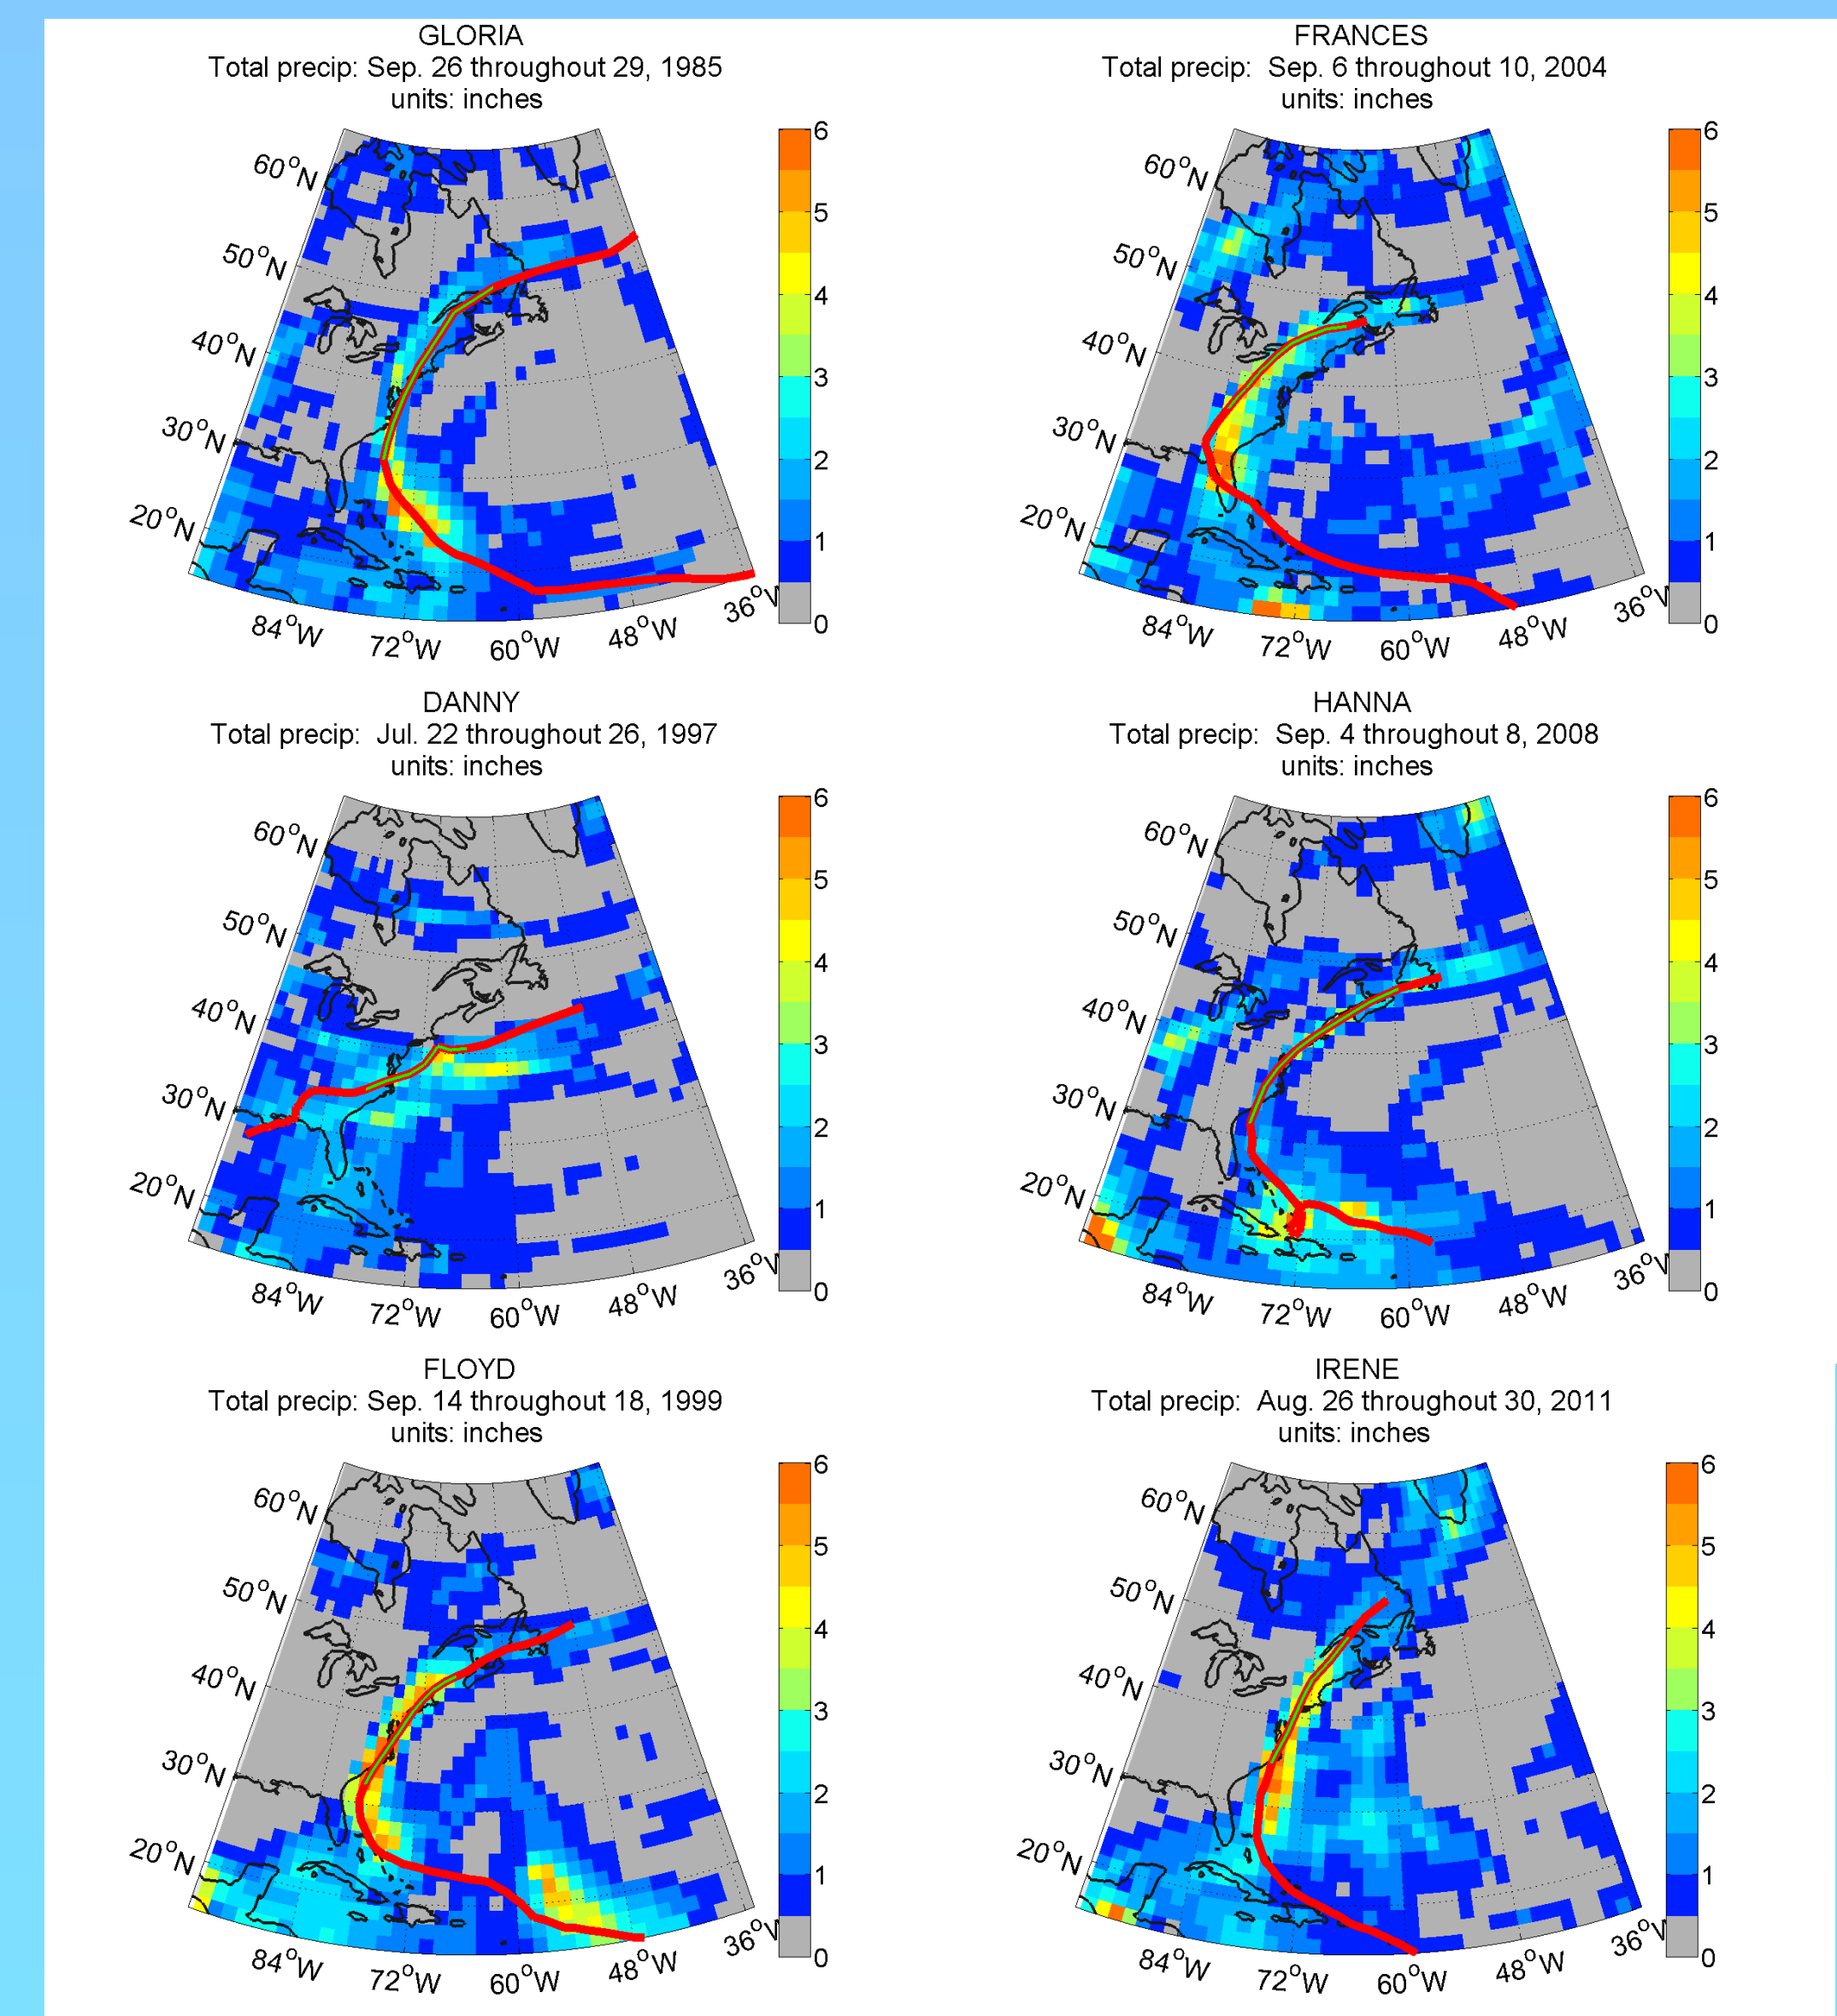 GLORIA
Total precip: Sep. 26 throughout 29, 1985
units: inches
60°N
50°N
40°N
30°N
20°N
84°W
72°W
60°W
48°W
36°W
6
5
4
3
2
1
0
FRANCES
Total precip: Sep. 6 throughout 10, 2004
units: inches
60°N
50°N
40°N
30°N
20°N
84°W
72°W
60°W
48°W
36°W
6
5
4
3
2
1
0
DANNY
Total precip: Jul. 22 throughout 26, 1997
units: inches
60°N
50°N
40°N
30°N
20°N
84°W
72°W
60°W
48°W
36°W
6
5
4
3
2
1
0
HANNA
Total precip: Sep. 4 throughout 8, 2008
units: inches
60°N
50°N
40°N
30°N
20°N
84°W
72°W
60°W
48°W
36°W
6
5
4
3
2
1
0
FLOYD
Total precip: Sep. 14 throughout 18, 1999
units: inches
60°N
50°N
40°N
30°N
20°N
84°W
72°W
60°W
48°W
36°W
6
5
4
3
2
1
0
IRENE
Total precip: Aug. 26 throughout 30, 2011
units: inches
60°N
50°N
40°N
30°N
20°N
84°W
72°W
60°W
48°W
36°W
6
5
4
3
2
1
0